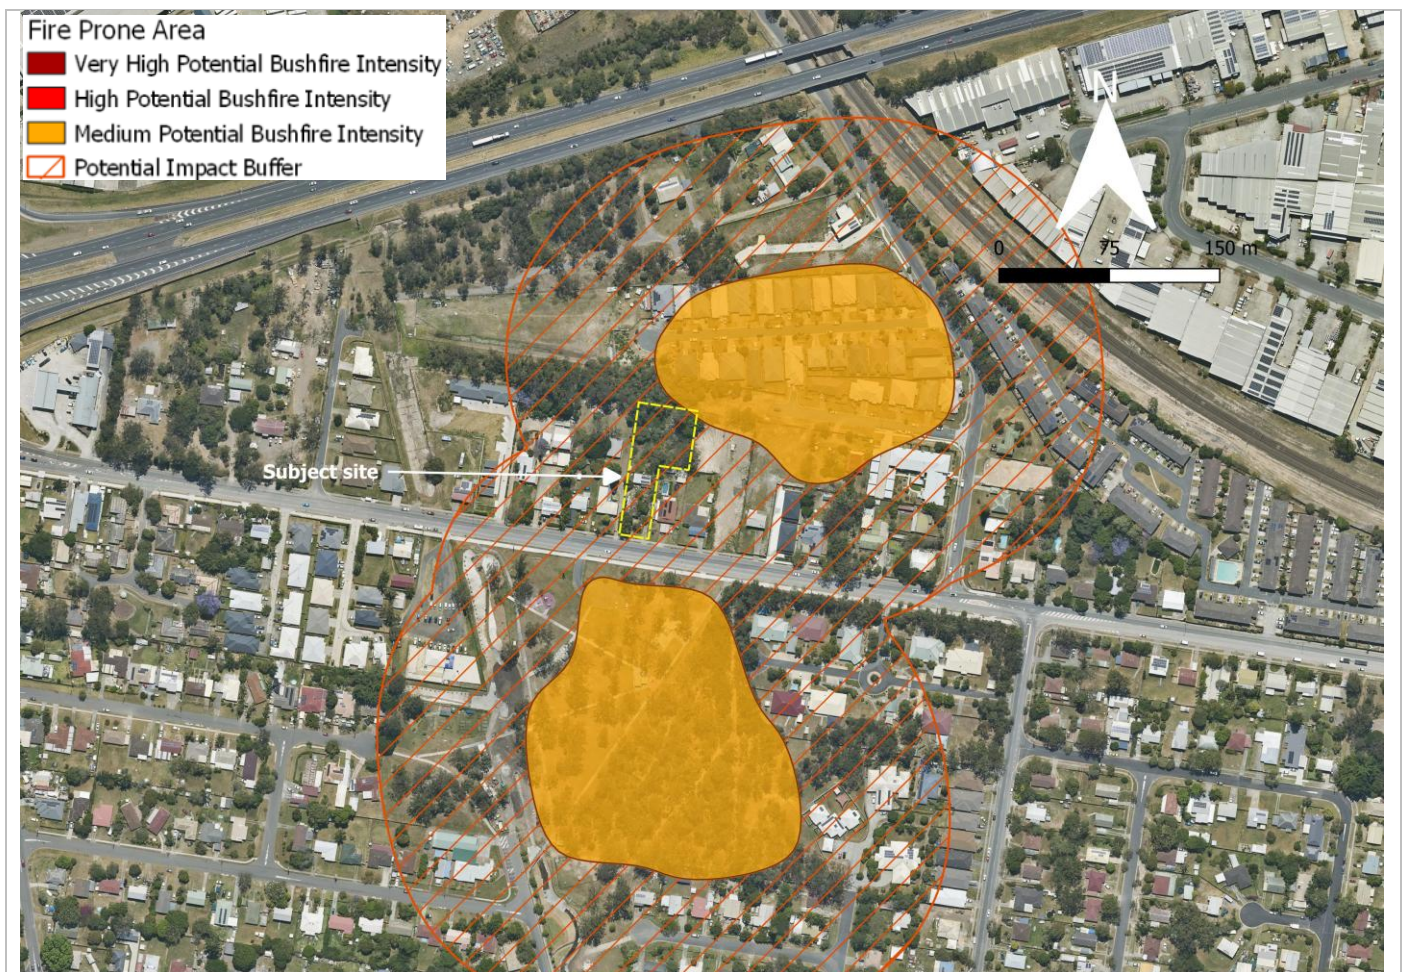 Fire Prone Area
Very High Potential Bushfire Intensity
High Potential Bushfire Intensity
Medium Potential Bushfire Intensity
Potential Impact Buffer
N
0 75 150 m
Subject site